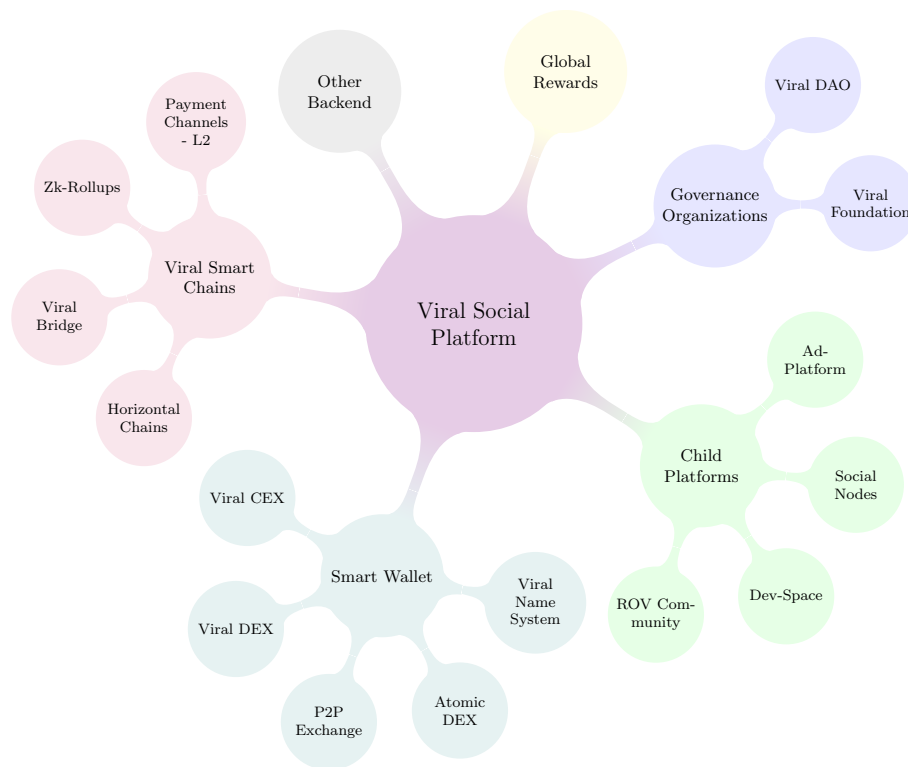 Viral Social
Platform
Other
Backend
Global
Rewards
Governance
Organizations
Viral DAO
Viral
Foundation
Child
Platforms
Ad-
Platform
Social
Nodes
Dev-Space
ROV Com-
munity
Smart Wallet
Viral
Name
System
Atomic
DEX
P2P
Exchange
Viral DEX
Viral CEX
Viral Smart
Chains
Horizontal
Chains
Viral
Bridge
Zk-Rollups
Payment
Channels
- L2